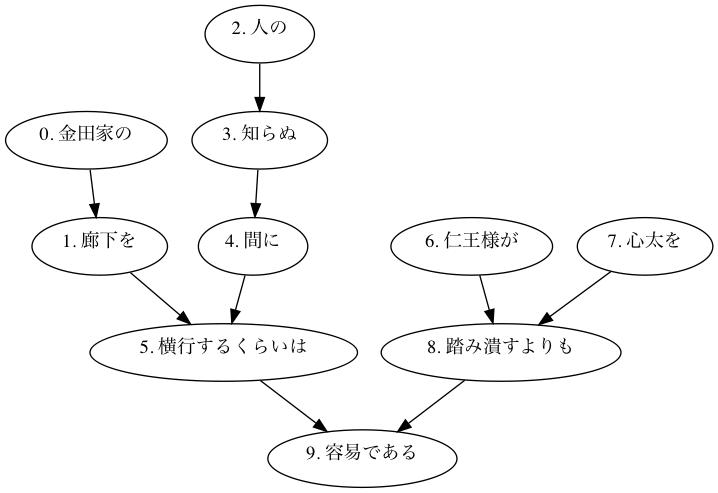 2. 人の
0. 金田家の
3. 知らぬ
1. 廊下を
4. 間に
6. 仁王様が
7. 心太を
5. 横行するくらいは
8. 踏み潰すよりも
9. 容易である